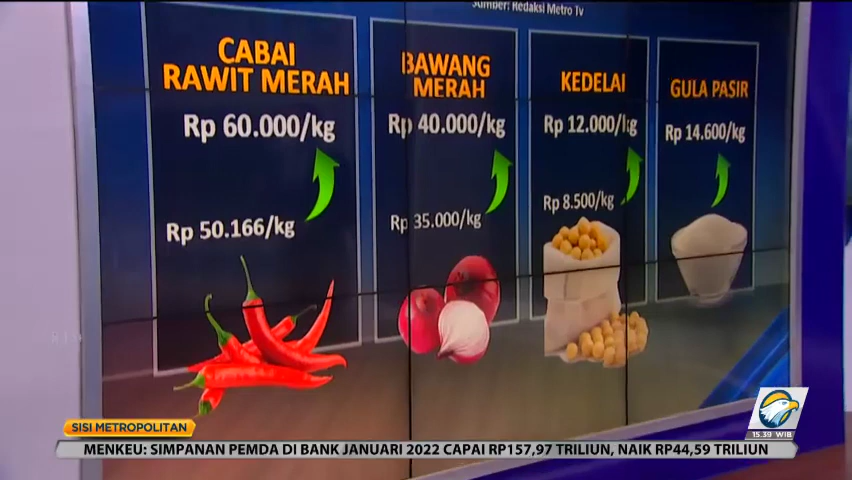 Sumber: Redaksi Metro Tv
CABAI
RAWIT MERAH
Rp 60.000/kg
Rp 50.166/kg
BAWANG
MERAH
Rp 40.000/kg
Rp 35.000/kg
KEDELAI
Rp 12.000/kg
Rp 8.500/kg
GULA PASIR
Rp 14.600/kg
SISI METROPOLITAN
15.39 WIB
MENKEU: SIMPANAN PEMDA DI BANK JANUARI 2022 CAPAI RP157,97 TRILIUN, NAIK RP44,59 TRILIUN